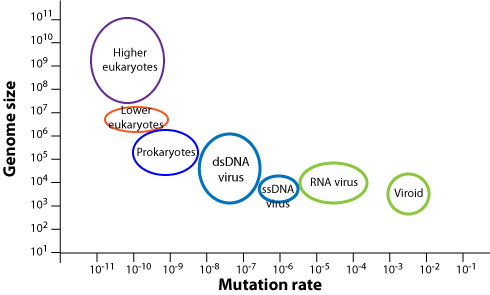 Genome size
10¹¹
10¹⁰
10⁹
10⁸
10⁷
10⁶
10⁵
10⁴
10³
10²
10¹
Higher
eukaryotes
Lower
eukaryotes
Prokaryotes
dsDNA
virus
ssDNA
virus
RNA virus
Viroid
10⁻¹¹ 10⁻¹⁰ 10⁻⁹ 10⁻⁸ 10⁻⁷ 10⁻⁶ 10⁻⁵ 10⁻⁴ 10⁻³ 10⁻² 10⁻¹
Mutation rate